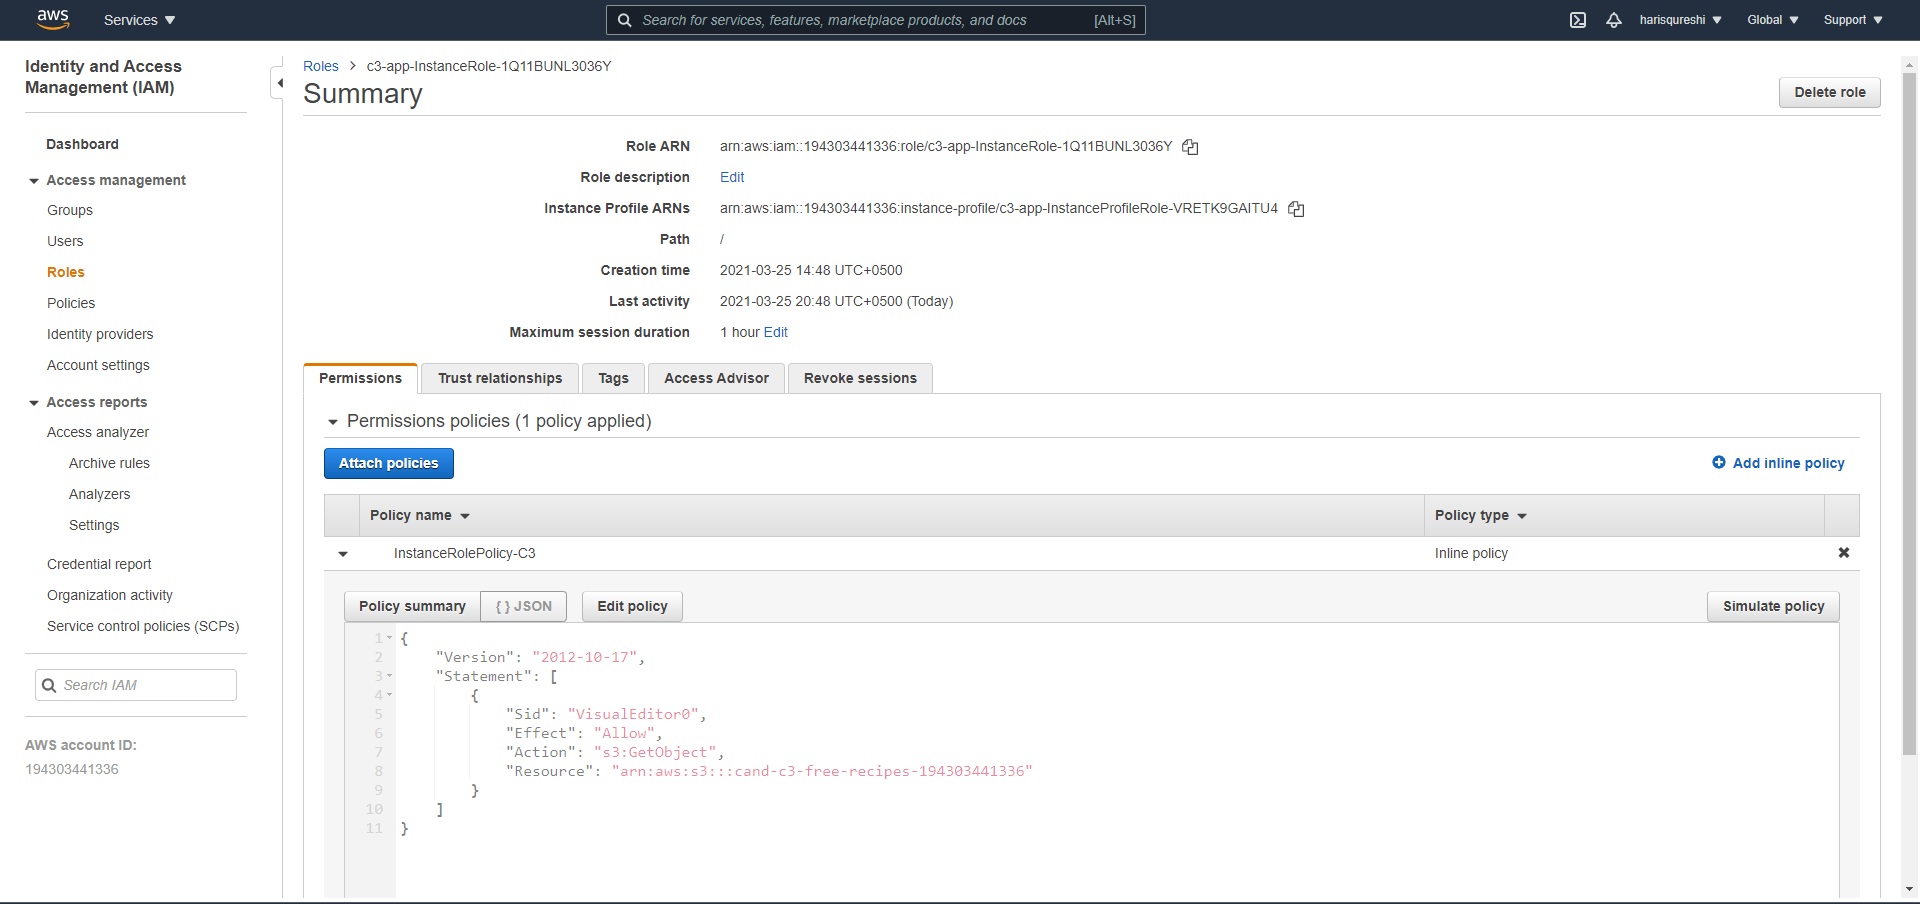 aws Services Search for services, features, marketplace products, and docs [Alt+S] harisqureshi Global Support
Identity and Access
Management (IAM)
Dashboard
Access management
Groups
Users
Roles
Policies
Identity providers
Account settings
Access reports
Access analyzer
Archive rules
Analyzers
Settings
Credential report
Organization activity
Service control policies (SCPs)
Search IAM
AWS account ID:
194303441336
Roles > c3-app-InstanceRole-1Q11BUNL3036Y
Summary
Delete role
Role ARN arn:aws:iam::194303441336:role/c3-app-InstanceRole-1Q11BUNL3036Y
Role description Edit
Instance Profile ARNs arn:aws:iam::194303441336:instance-profile/c3-app-InstanceProfileRole-VRETK9GAITU4
Path /
Creation time 2021-03-25 14:48 UTC+0500
Last activity 2021-03-25 20:48 UTC+0500 (Today)
Maximum session duration 1 hour Edit
Permissions Trust relationships Tags Access Advisor Revoke sessions
Permissions policies (1 policy applied)
Attach policies Add inline policy
Policy name Policy type
InstanceRolePolicy-C3 Inline policy
Policy summary { } JSON Edit policy Simulate policy
1 {
2 "Version": "2012-10-17",
3 "Statement": [
4 {
5 "Sid": "VisualEditor0",
6 "Effect": "Allow",
7 "Action": "s3:GetObject",
8 "Resource": "arn:aws:s3:::cand-c3-free-recipes-194303441336"
9 }
10 ]
11 }